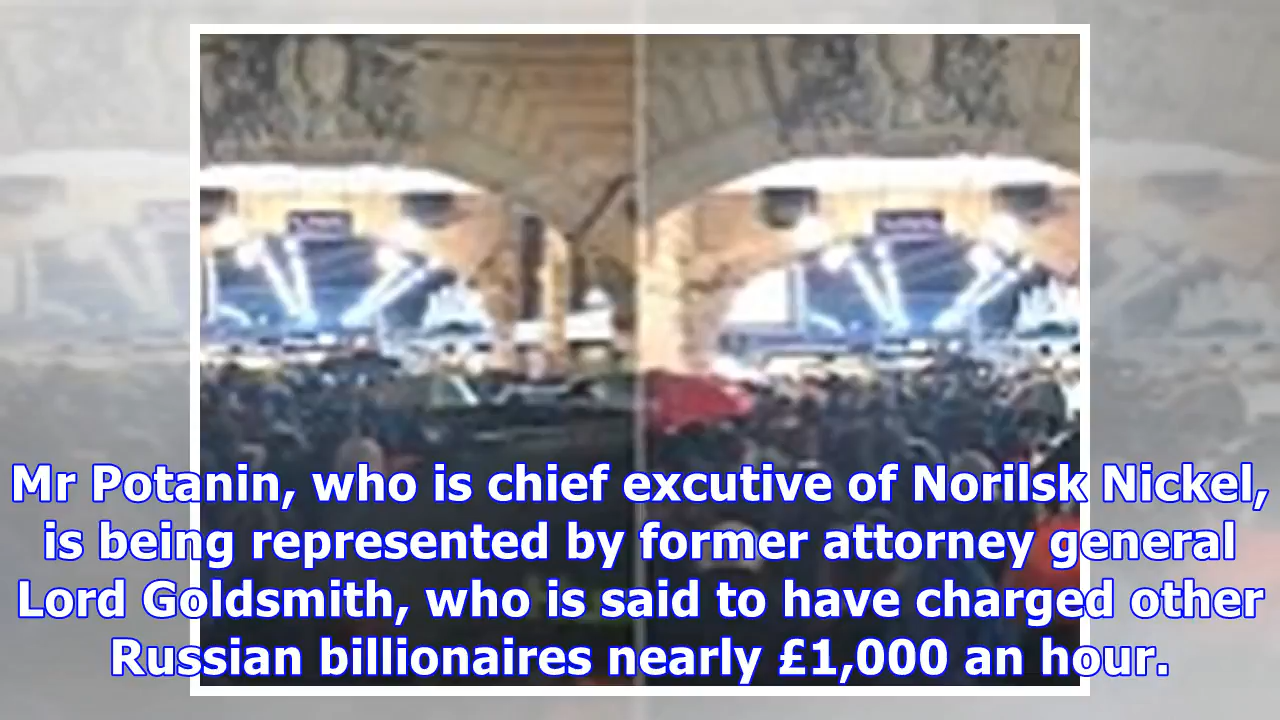 Mr Potanin, who is chief excutive of Norilsk Nickel,
is being represented by former attorney general
Lord Goldsmith, who is said to have charged other
Russian billionaires nearly £1,000 an hour.